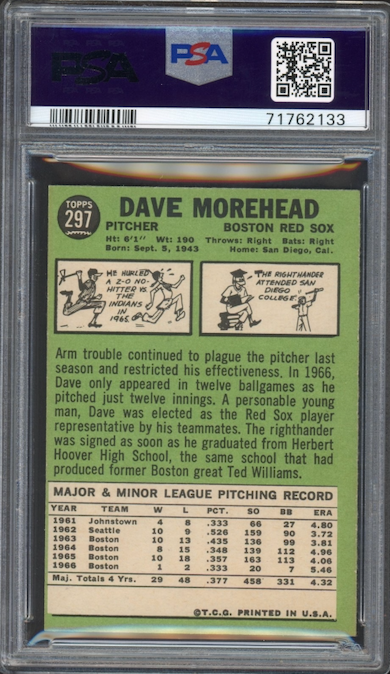 PSA
PSA
71762133
TOPPS
297
DAVE MOREHEAD
PITCHER BOSTON RED SOX
Ht: 6'1" Wt: 190 Throws: Right Bats: Right
Born: Sept. 5, 1943 Home: San Diego, Cal.
HE HURLED
A 2-0 NO-
HITTER VS.
THE
INDIANS
IN
1965.
THE RIGHTHANDER
ATTENDED SAN
DIEGO
COLLEGE.
Arm trouble continued to plague the pitcher last
season and restricted his effectiveness. In 1966,
Dave only appeared in twelve ballgames as he
pitched just twelve innings. A personable young
man, Dave was elected as the Red Sox player
representative by his teammates. The righthander
was signed as soon as he graduated from Herbert
Hoover High School, the same school that had
produced former Boston great Ted Williams.
MAJOR & MINOR LEAGUE PITCHING RECORD
YEAR TEAM W L PCT. SO BB ERA
1961 Johnstown 4 8 .333 66 27 4.80
1962 Seattle 10 9 .526 159 90 3.72
1963 Boston 10 13 .435 136 99 3.81
1964 Boston 8 15 .348 139 112 4.96
1965 Boston 10 18 .357 163 113 4.06
1966 Boston 1 2 .333 20 7 5.46
Maj. Totals 4 Yrs. 29 48 .377 458 331 4.32
©T.C.G. PRINTED IN U.S.A.